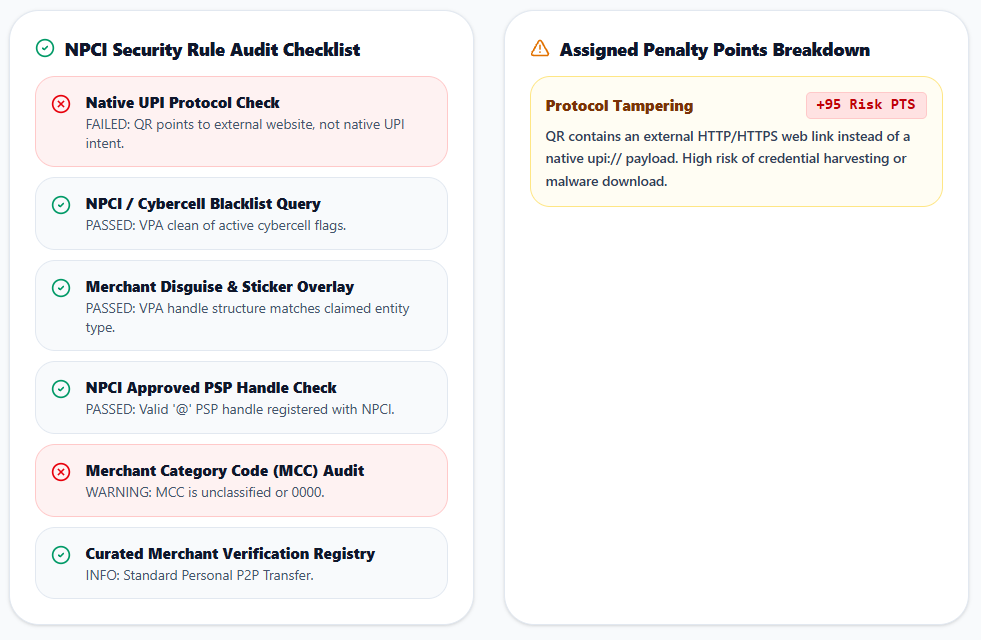 NPCI Security Rule Audit Checklist
Native UPI Protocol Check
FAILED: QR points to external website, not native UPI
intent.
NPCI / Cybercell Blacklist Query
PASSED: VPA clean of active cybercell flags.
Merchant Disguise & Sticker Overlay
PASSED: VPA handle structure matches claimed entity
type.
NPCI Approved PSP Handle Check
PASSED: Valid '@' PSP handle registered with NPCI.
Merchant Category Code (MCC) Audit
WARNING: MCC is unclassified or 0000.
Curated Merchant Verification Registry
INFO: Standard Personal P2P Transfer.
Assigned Penalty Points Breakdown
Protocol Tampering
+95 Risk PTS
QR contains an external HTTP/HTTPS web link instead of a
native upi:// payload. High risk of credential harvesting or
malware download.